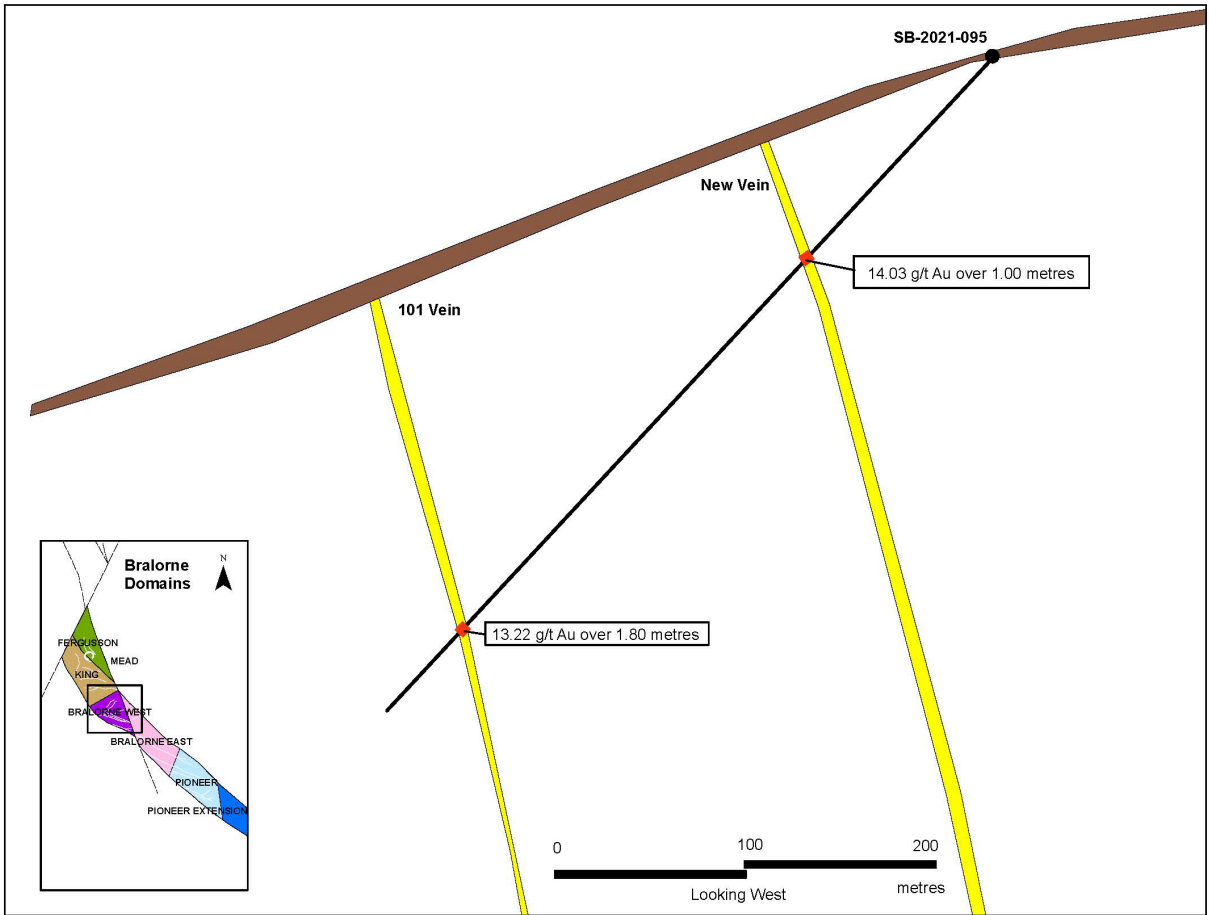 SB-2021-095
New Vein
14.03 g/t Au over 1.00 metres
101 Vein
13.22 g/t Au over 1.80 metres
Bralorne
Domains
N
FERGUSSON
MEAD
KING
BRALORNE WEST
BRALORNE EAST
PIONEER
PIONEER EXTENSION
0
100
200
metres
Looking West